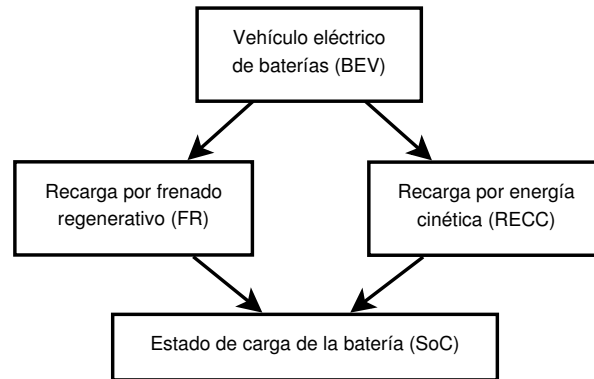 Vehículo eléctrico
de baterías (BEV)
Recarga por frenado
regenerativo (FR)
Recarga por energía
cinética (RECC)
Estado de carga de la batería (SoC)